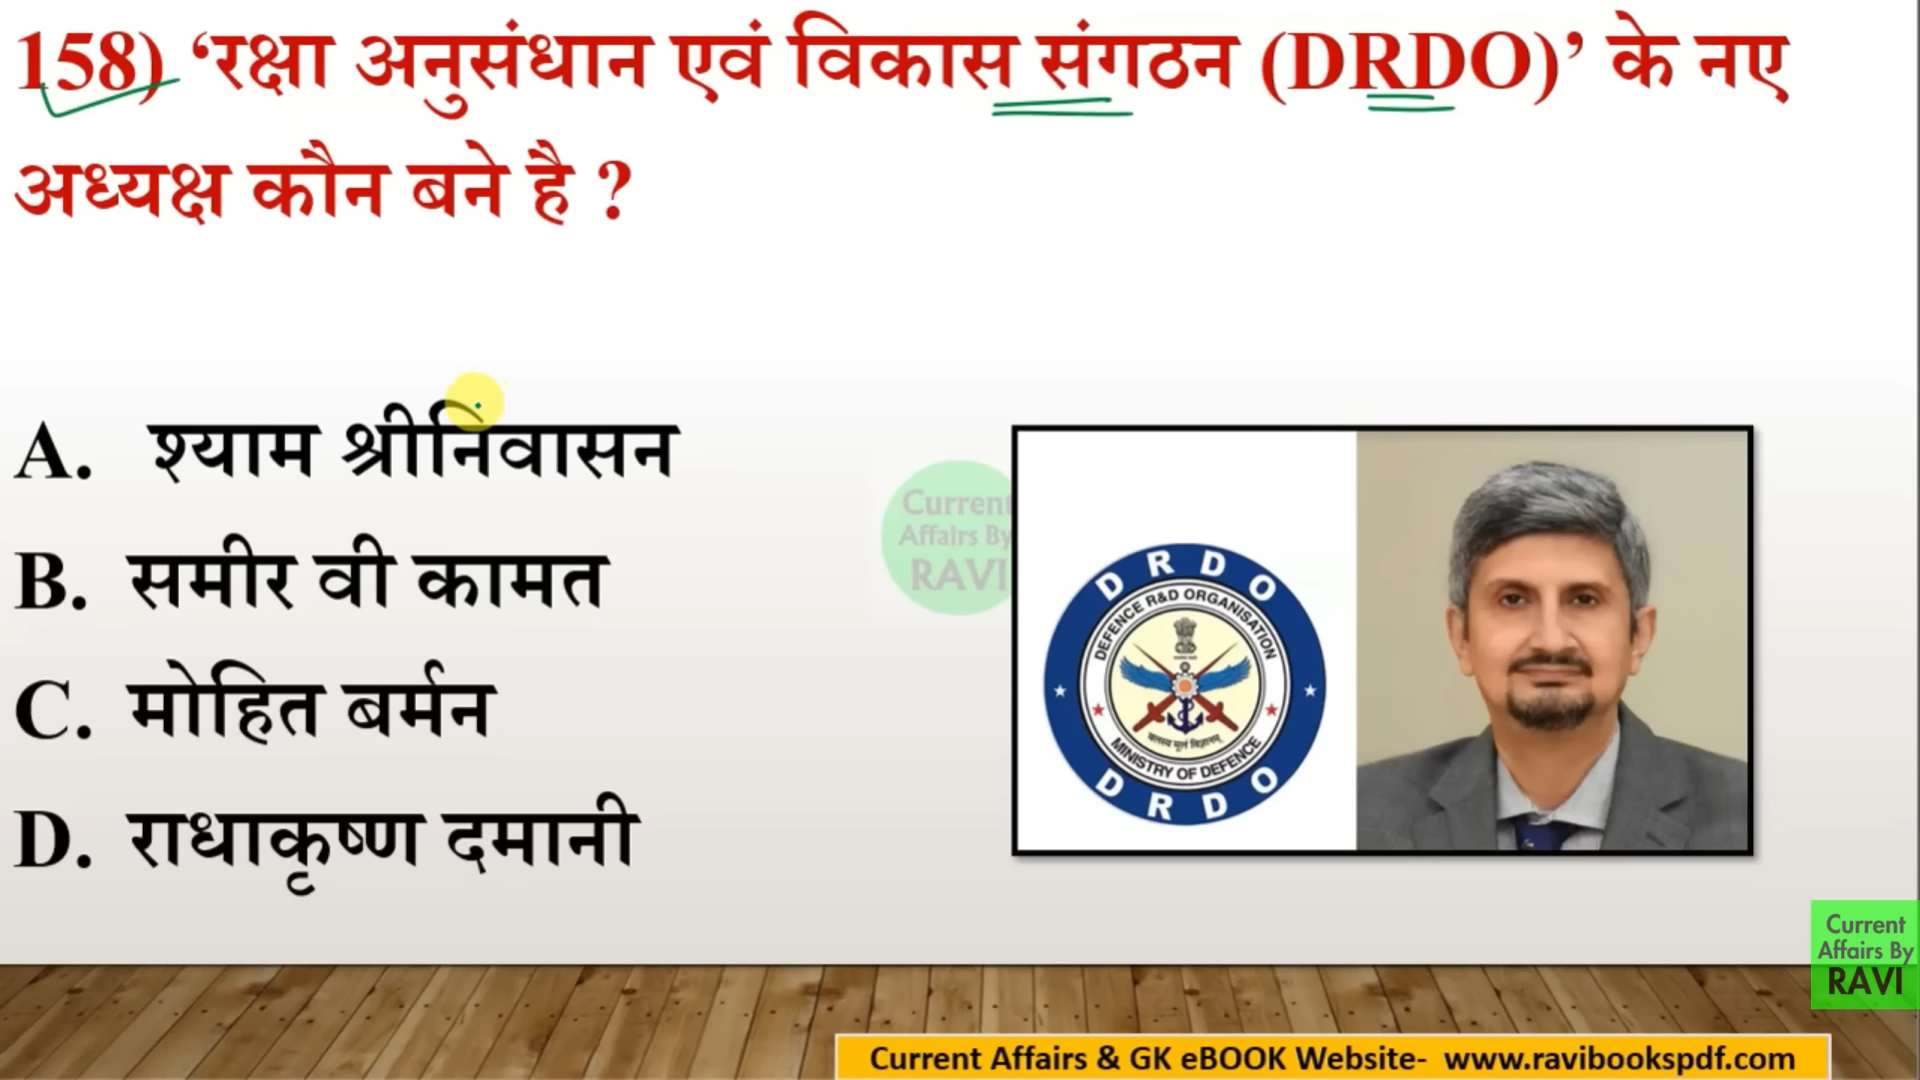 158) ‘रक्षा अनुसंधान एवं विकास संगठन (DRDO)’ के नए
अध्यक्ष कौन बने है ?
A. श्याम श्रीनिवासन
B. समीर वी कामत
C. मोहित बर्मन
D. राधाकृष्ण दमानी
Current
Affairs By
RAVI
DRDO
DEFENCE R&D ORGANISATION
बलस्य मूलं विज्ञानम्
MINISTRY OF DEFENCE
DRDO
Current
Affairs By
RAVI
Current Affairs & GK eBOOK Website- www.ravibookspdf.com